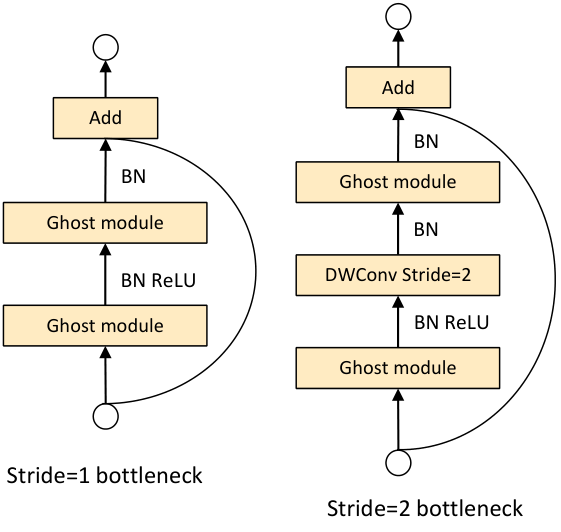 Add
BN
Ghost module
BN ReLU
Ghost module
Stride=1 bottleneck
Add
BN
Ghost module
BN
DWConv Stride=2
BN ReLU
Ghost module
Stride=2 bottleneck